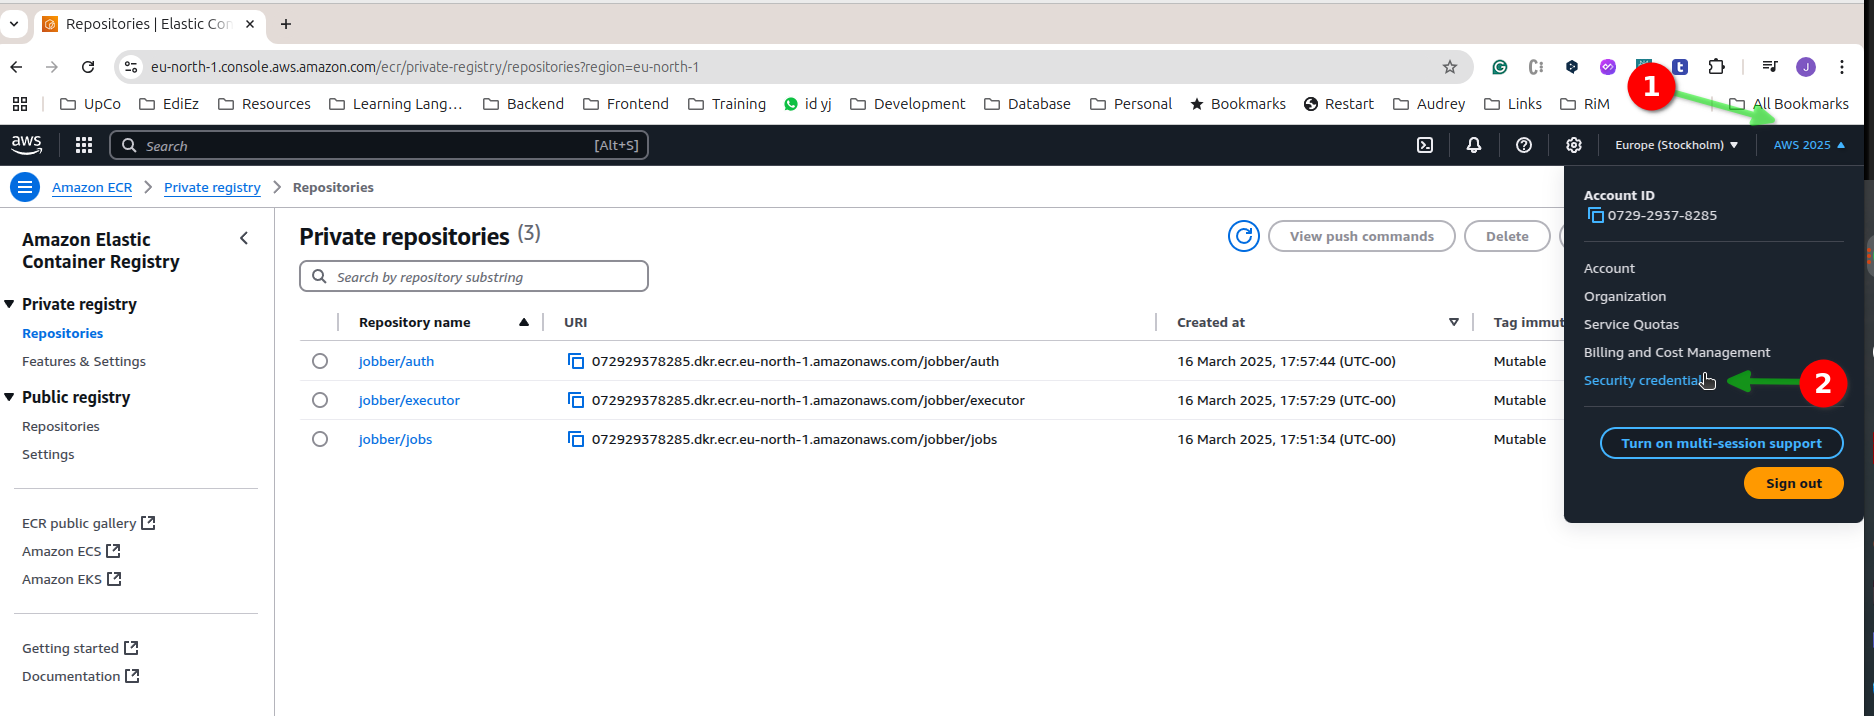 Repositories | Elastic Con
eu-north-1.console.aws.amazon.com/ecr/private-registry/repositories?region=eu-north-1
J
UpCo EdiEz Resources Learning Lang... Backend Frontend Training id yj Development Database Personal Bookmarks Restart Audrey Links RiM All Bookmarks
1
aws Search [Alt+S] Europe (Stockholm) AWS 2025
Amazon ECR Private registry Repositories
Amazon Elastic
Container Registry
Private registry
Repositories
Features & Settings
Public registry
Repositories
Settings
ECR public gallery
Amazon ECS
Amazon EKS
Getting started
Documentation
Private repositories (3)
View push commands Delete
Search by repository substring
Repository name URI Created at Tag immut
jobber/auth 072929378285.dkr.ecr.eu-north-1.amazonaws.com/jobber/auth 16 March 2025, 17:57:44 (UTC-00) Mutable
jobber/executor 072929378285.dkr.ecr.eu-north-1.amazonaws.com/jobber/executor 16 March 2025, 17:57:29 (UTC-00) Mutable
jobber/jobs 072929378285.dkr.ecr.eu-north-1.amazonaws.com/jobber/jobs 16 March 2025, 17:51:34 (UTC-00) Mutable
Account ID
0729-2937-8285
Account
Organization
Service Quotas
Billing and Cost Management
Security credential
2
Turn on multi-session support
Sign out